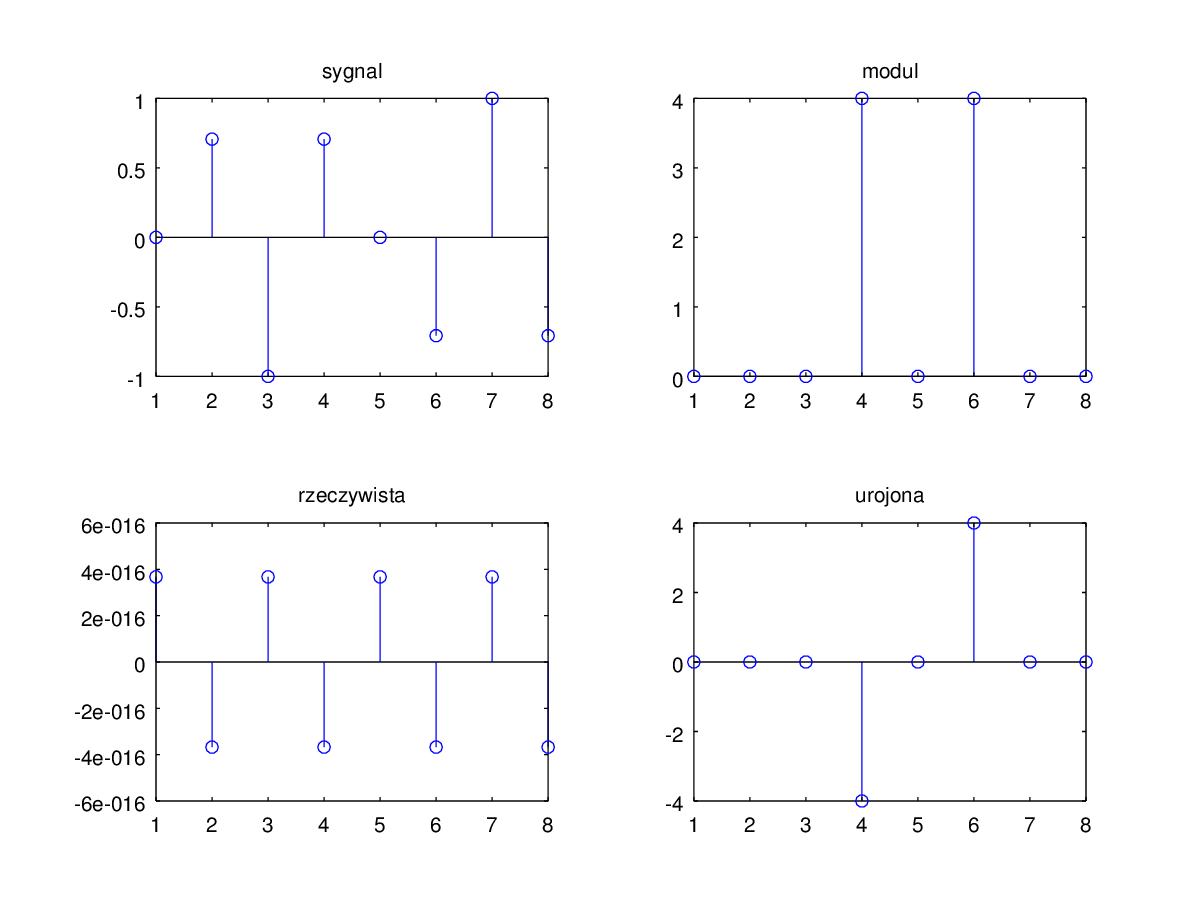 sygnal
1
0.5
0
-0.5
-1
1 2 3 4 5 6 7 8
modul
4
3
2
1
0
1 2 3 4 5 6 7 8
rzeczywista
6e-016
4e-016
2e-016
0
-2e-016
-4e-016
-6e-016
1 2 3 4 5 6 7 8
urojona
4
2
0
-2
-4
1 2 3 4 5 6 7 8